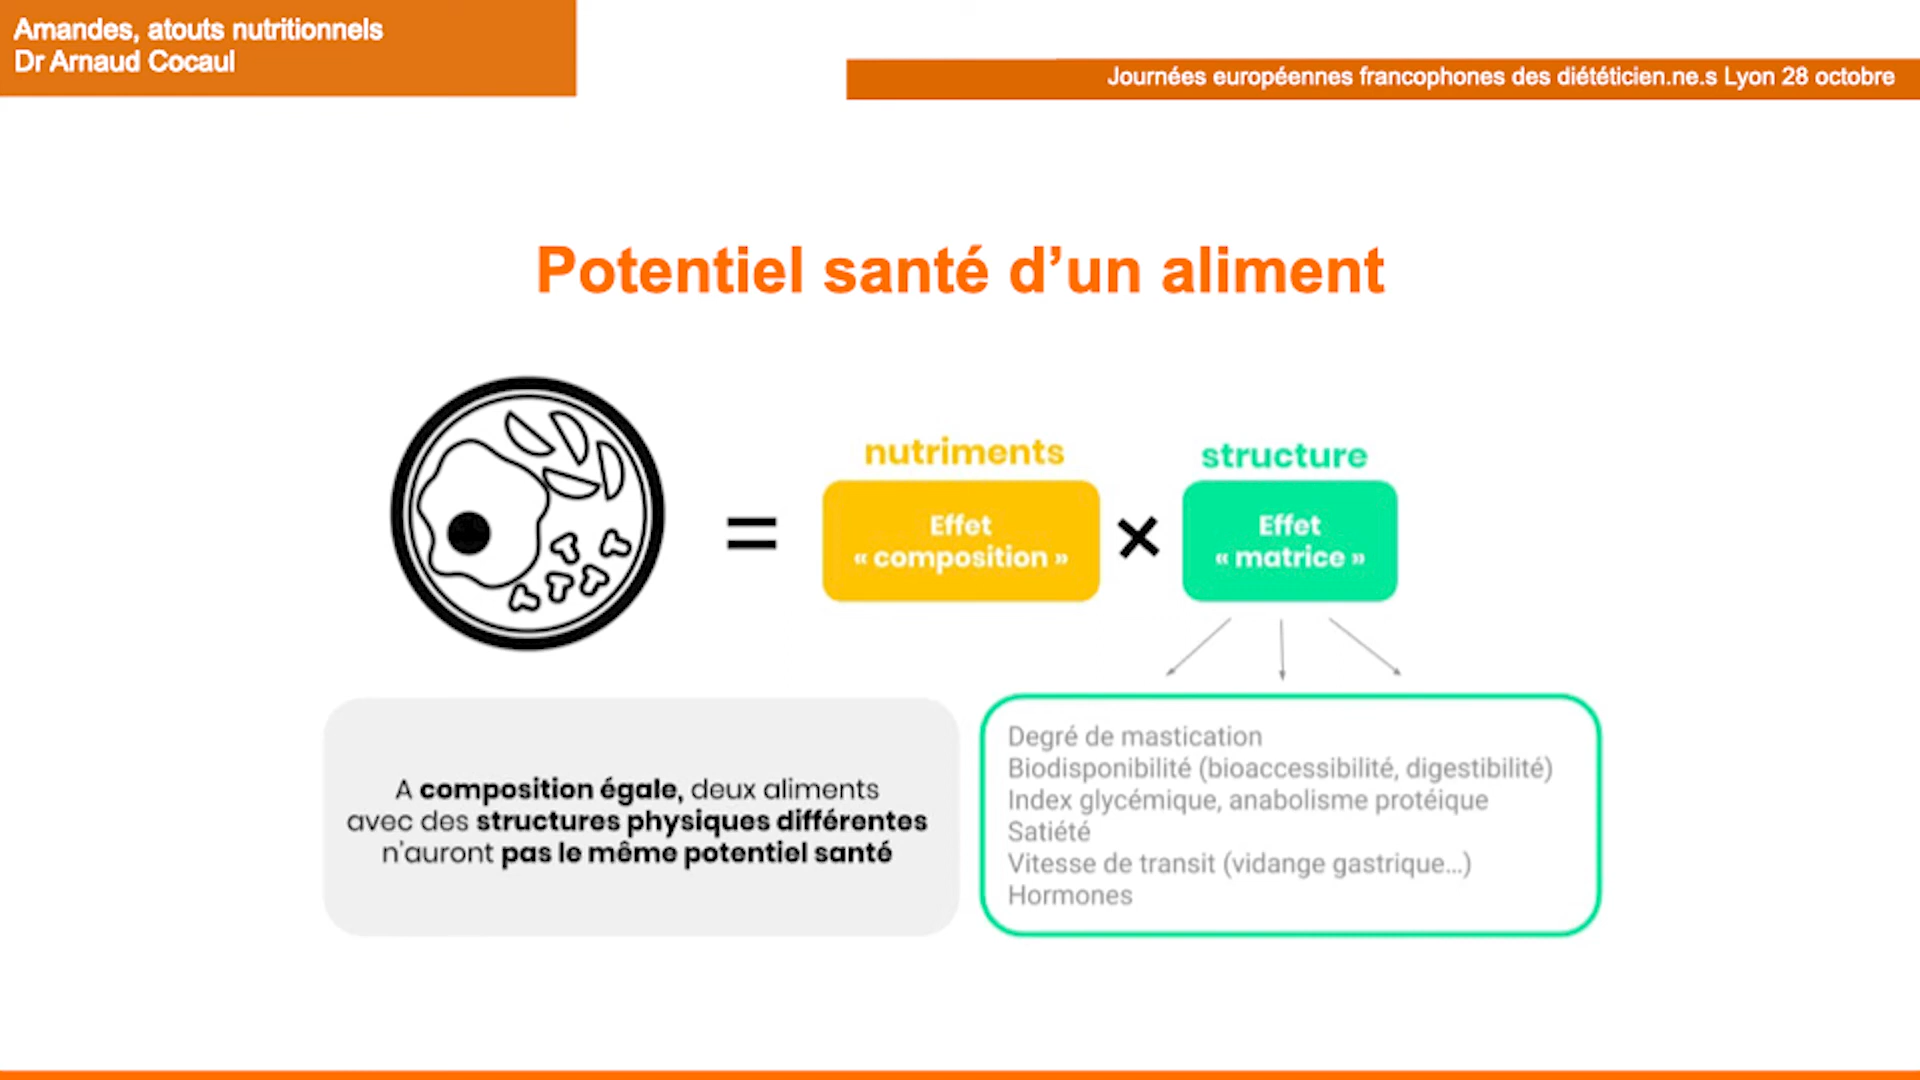 Amandes, atouts nutritionnels
Dr Arnaud Cocaul
Journées européennes francophones des diététicien.ne.s Lyon 28 octobre
Potentiel santé d’un aliment
nutriments
Effet
« composition »
×
structure
Effet
« matrice »
=
A composition égale, deux aliments
avec des structures physiques différentes
n'auront pas le même potentiel santé
Degré de mastication
Biodisponibilité (bioaccessibilité, digestibilité)
Index glycémique, anabolisme protéique
Satiété
Vitesse de transit (vidange gastrique...)
Hormones